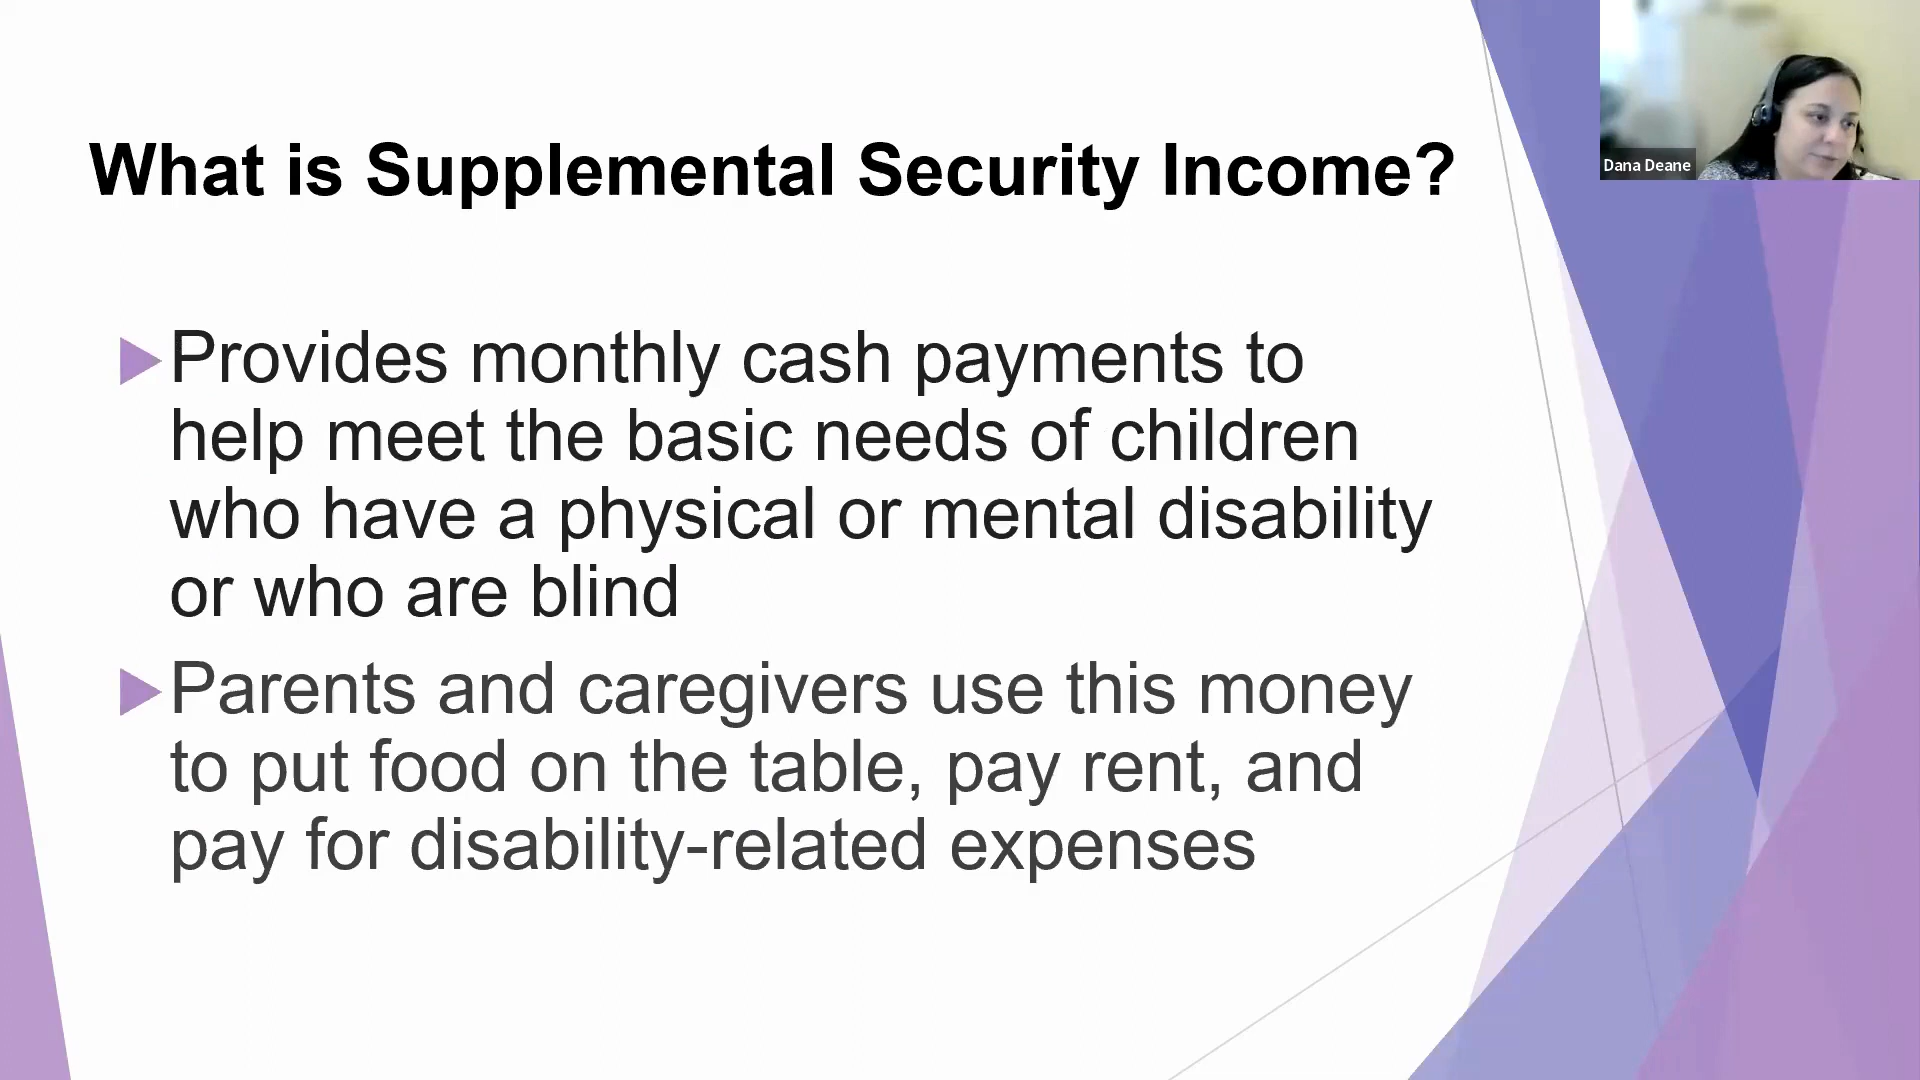 What is Supplemental Security Income?
Provides monthly cash payments to
help meet the basic needs of children
who have a physical or mental disability
or who are blind
Parents and caregivers use this money
to put food on the table, pay rent, and
pay for disability-related expenses
Dana Deane